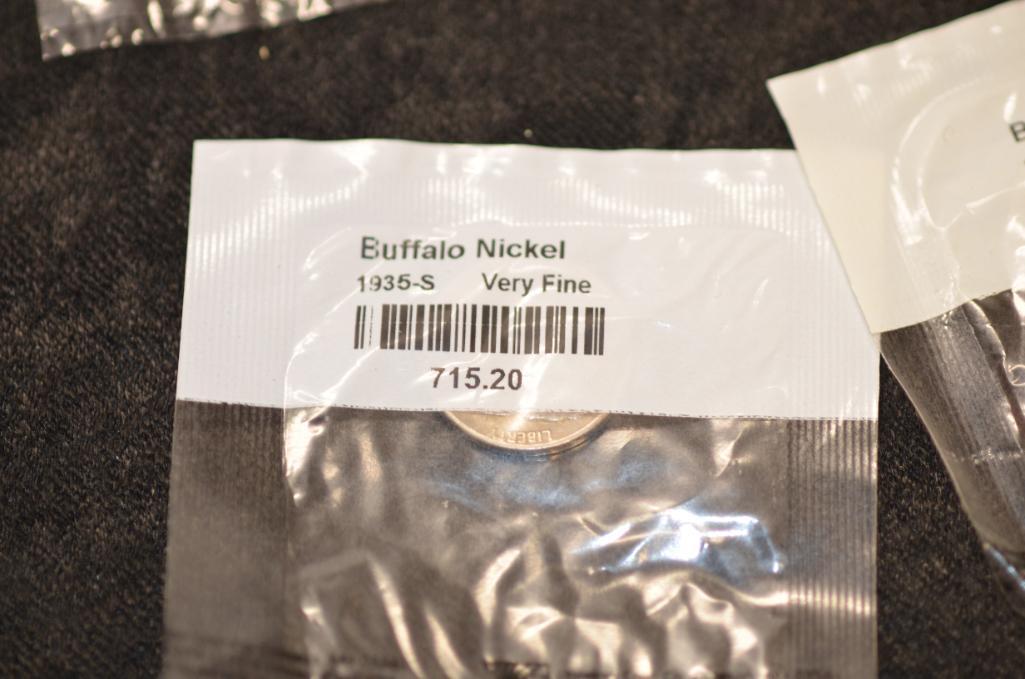 Buffalo Nickel
1935-S Very Fine
715.20
LIBERTY
B